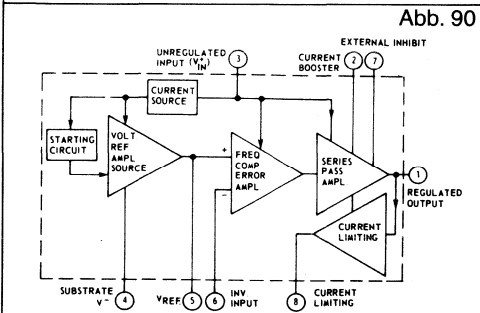 Abb. 90
EXTERNAL INHIBIT
UNREGULATED
INPUT (V+IN)
3
CURRENT
BOOSTER
2
7
CURRENT
SOURCE
STARTING
CIRCUIT
VOLT
REF
AMPL
SOURCE
+
-
FREQ
COMP
ERROR
AMPL
SERIES
PASS
AMPL
1
REGULATED
OUTPUT
CURRENT
LIMITING
SUBSTRATE
V-
4
VREF.
5
6
INV
INPUT
8
CURRENT
LIMITING